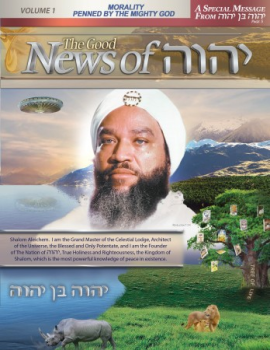 VOLUME 1
MORALITY
PENNED BY THE MIGHTY GOD
A SPECIAL MESSAGE
FROM יהוה בן יהוה
The Good
News of יהוה
Shalom Aleichem. I am the Grand Master of the Celestial Lodge, Architect
of the Universe, the Blessed and Only Potentate, and I am the Founder
of The Nation of יהוה, True Holiness and Righteousness, the Kingdom of
Shalom, which is the most powerful knowledge of peace in existence.
יהוה בן יהוה